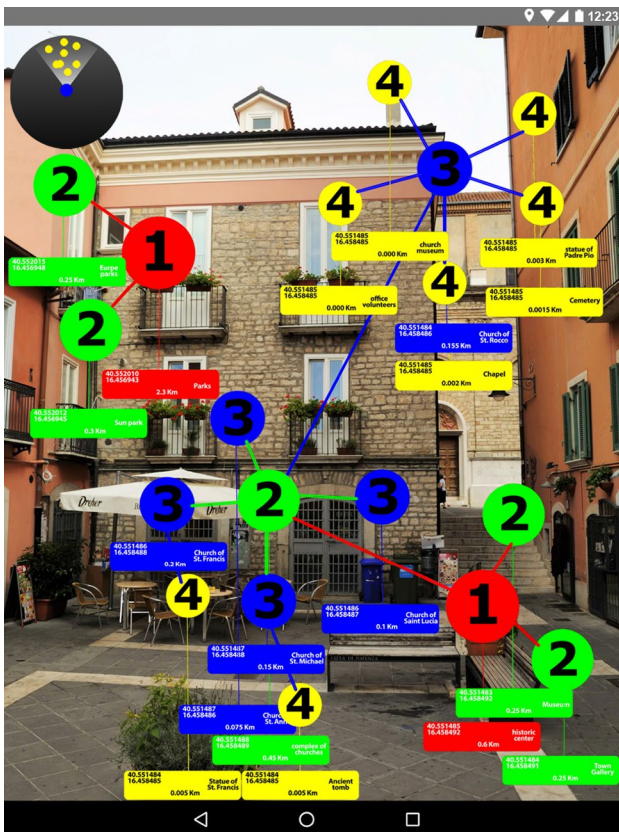 12:23
4
4
3
4
4
2
1
4
2
40.551485
16.458485
church
museum
0.000 Km
40.551485
16.458485
statue of
Padre Pio
0.003 Km
40.552015
16.456948
Eurpe
parks
0.25 Km
40.551485
16.458485
office
volunteers
0.000 Km
40.551485
16.458485
Cemetery
0.0015 Km
40.551484
16.458486
Church of
St. Rocco
0.155 Km
40.551485
16.458485
Chapel
0.002 Km
40.552010
16.456943
Parks
2.3 Km
40.552012
16.456945
Sun park
0.3 Km
3
2
3
3
2
Dreher
Dreher
40.551486
16.458488
Church of
St. Francis
0.2 Km
4
3
1
40.551486
16.458487
Church of
Saint Lucia
0.1 Km
40.551487
16.458488
Church of
St. Michael
0.15 Km
2
CITTÀ DI POTENZA
4
40.551487
16.458486
0.075 Km
40.551483
16.458492
Museum
0.25 Km
40.551485
16.458492
historic
center
0.6 Km
40.551488
16.458489
complex of
churches
0.45 Km
40.551484
16.458491
Town
Gallery
0.25 Km
40.551484
16.458485
Statue of
St. Francis
0.005 Km
40.551484
16.458485
Ancient
tomb
0.005 Km